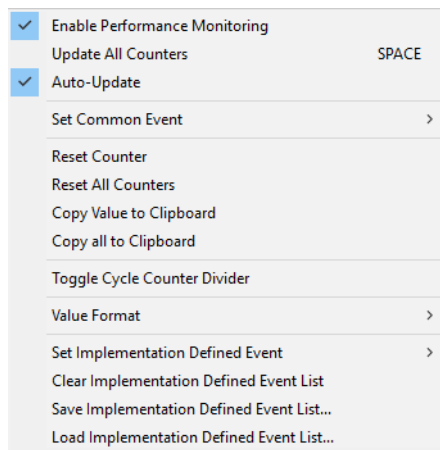 Enable Performance Monitoring
Update All Counters SPACE
Auto-Update
Set Common Event
Reset Counter
Reset All Counters
Copy Value to Clipboard
Copy all to Clipboard
Toggle Cycle Counter Divider
Value Format
Set Implementation Defined Event
Clear Implementation Defined Event List
Save Implementation Defined Event List...
Load Implementation Defined Event List...